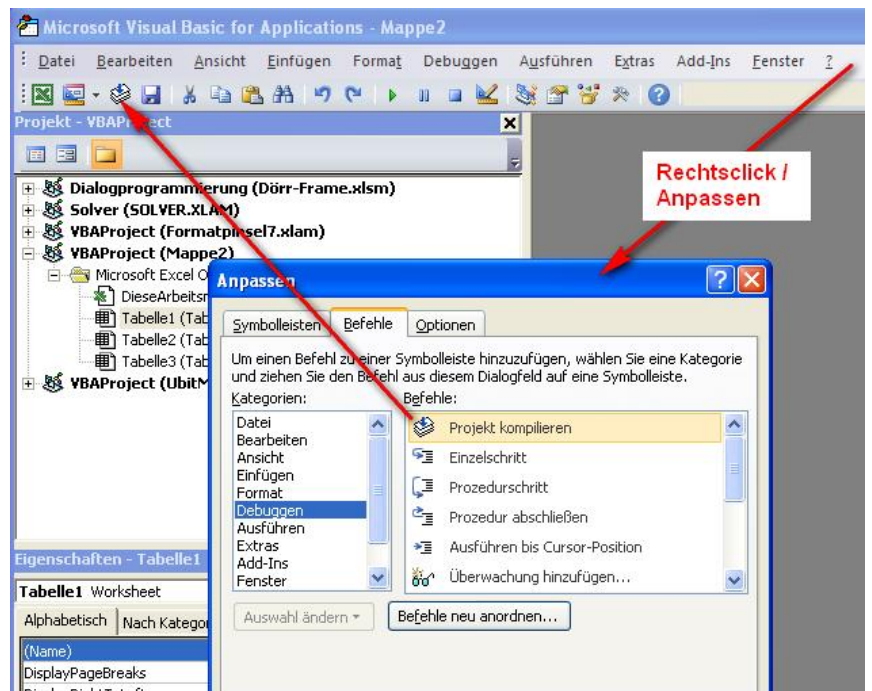 Microsoft Visual Basic for Applications - Mappe2
Datei Bearbeiten Ansicht Einfügen Format Debuggen Ausführen Extras Add-Ins Fenster ?
Projekt - VBAProject
Rechtsclick /
Anpassen
Dialogprogrammierung (Dörr-Frame.xlsm)
Solver (SOLVER.XLAM)
VBAProject (Formatpinsel7.xlam)
VBAProject (Mappe2)
Microsoft Excel O
DieseArbeitsm
Tabelle1 (Tab
Tabelle2 (Tab
Tabelle3 (Tab
VBAProject (UbitM
Anpassen
Symbolleisten Befehle Optionen
Um einen Befehl zu einer Symbolleiste hinzuzufügen, wählen Sie eine Kategorie
und ziehen Sie den Befehl aus diesem Dialogfeld auf eine Symbolleiste.
Kategorien: Befehle:
Datei
Bearbeiten
Ansicht
Einfügen
Format
Debuggen
Ausführen
Extras
Add-Ins
Fenster
Projekt kompilieren
Einzelschritt
Prozedurschritt
Prozedur abschließen
Ausführen bis Cursor-Position
Überwachung hinzufügen...
Auswahl ändern Befehle neu anordnen...
Eigenschaften - Tabelle1
Tabelle1 Worksheet
Alphabetisch Nach Kategor
(Name)
DisplayPageBreaks